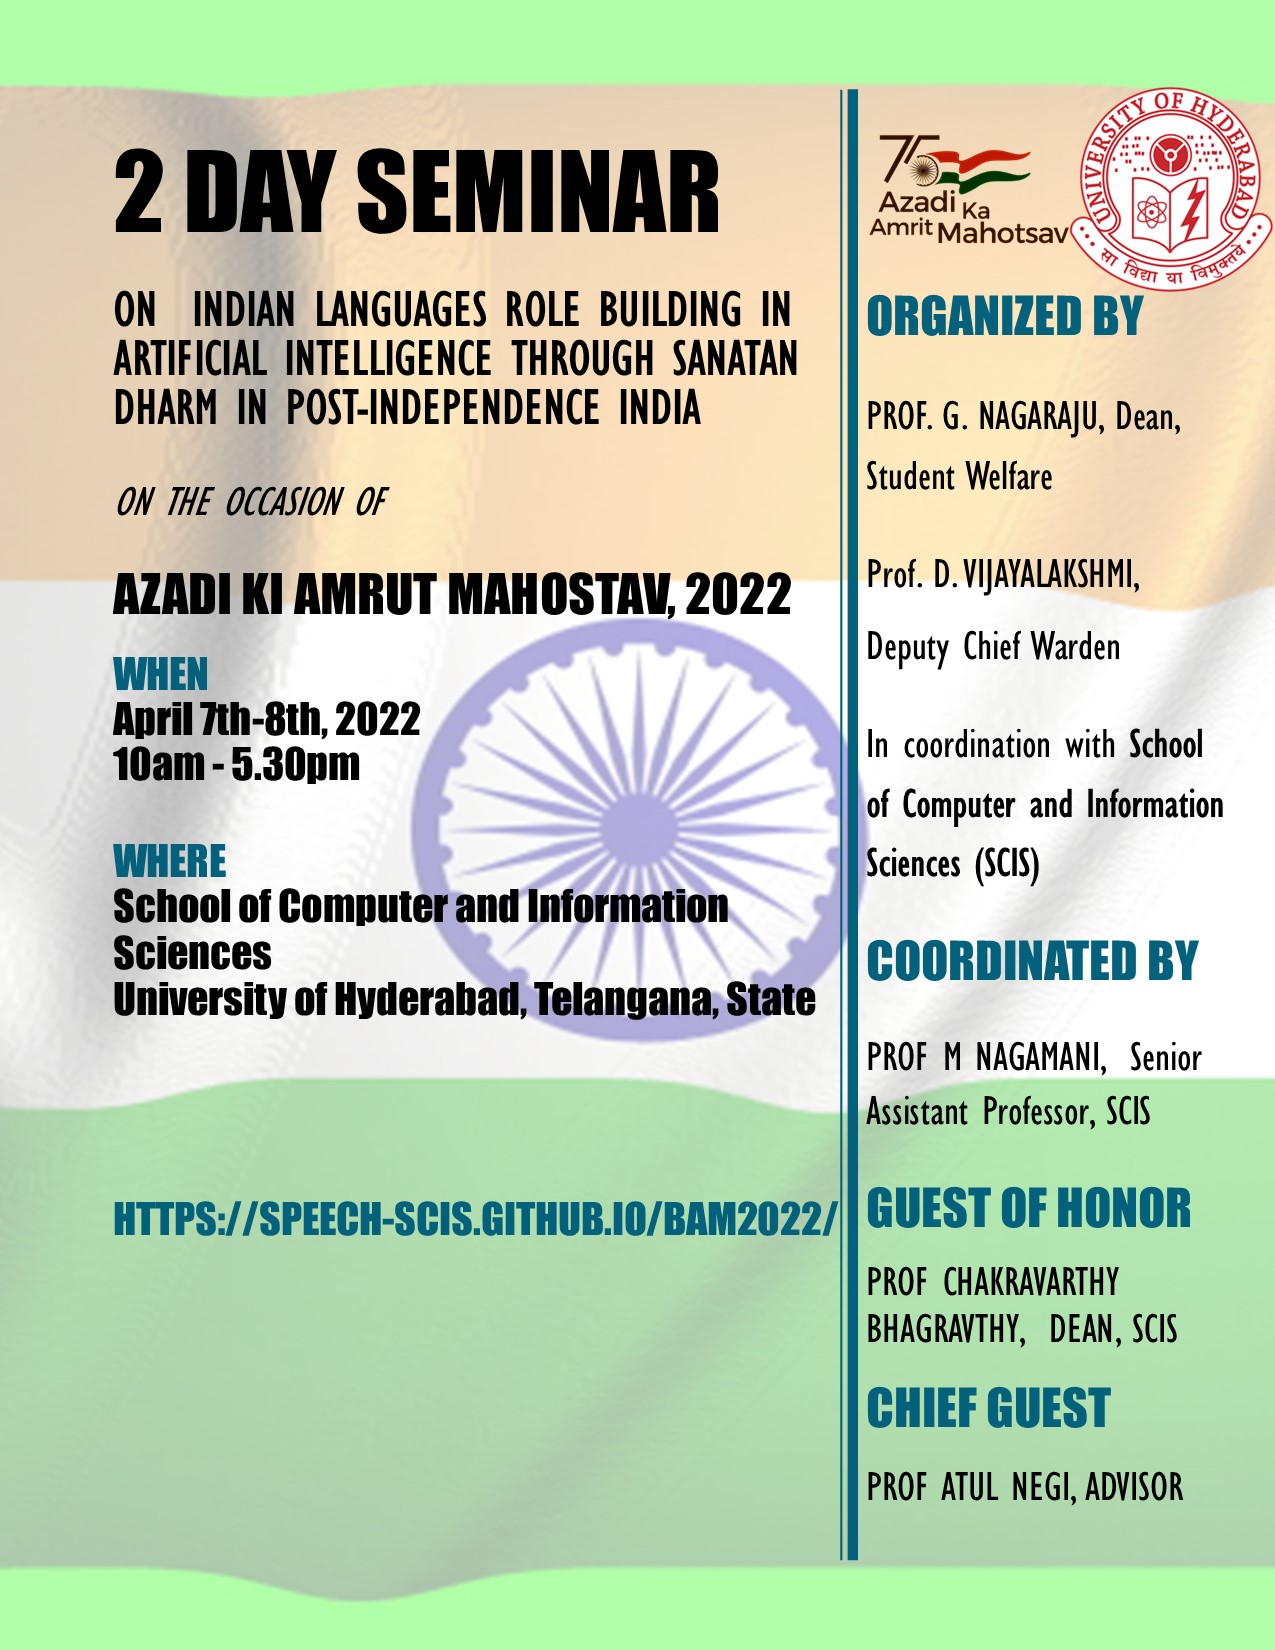 2 DAY SEMINAR
ON INDIAN LANGUAGES ROLE BUILDING IN
ARTIFICIAL INTELLIGENCE THROUGH SANATAN
DHARM IN POST-INDEPENDENCE INDIA
ON THE OCCASION OF
AZADI KI AMRUT MAHOSTAV, 2022
WHEN
April 7th-8th, 2022
10am - 5.30pm
WHERE
School of Computer and Information
Sciences
University of Hyderabad, Telangana, State
HTTPS://SPEECH-SCIS.GITHUB.IO/BAM2022/
75
Azadi Ka
Amrit Mahotsav
UNIVERSITY OF HYDERABAD
सा विद्या या विमुक्तये
ORGANIZED BY
PROF. G. NAGARAJU, Dean,
Student Welfare
Prof. D. VIJAYALAKSHMI,
Deputy Chief Warden
In coordination with School
of Computer and Information
Sciences (SCIS)
COORDINATED BY
PROF M NAGAMANI, Senior
Assistant Professor, SCIS
GUEST OF HONOR
PROF CHAKRAVARTHY
BHAGRAVTHY, DEAN, SCIS
CHIEF GUEST
PROF ATUL NEGI, ADVISOR